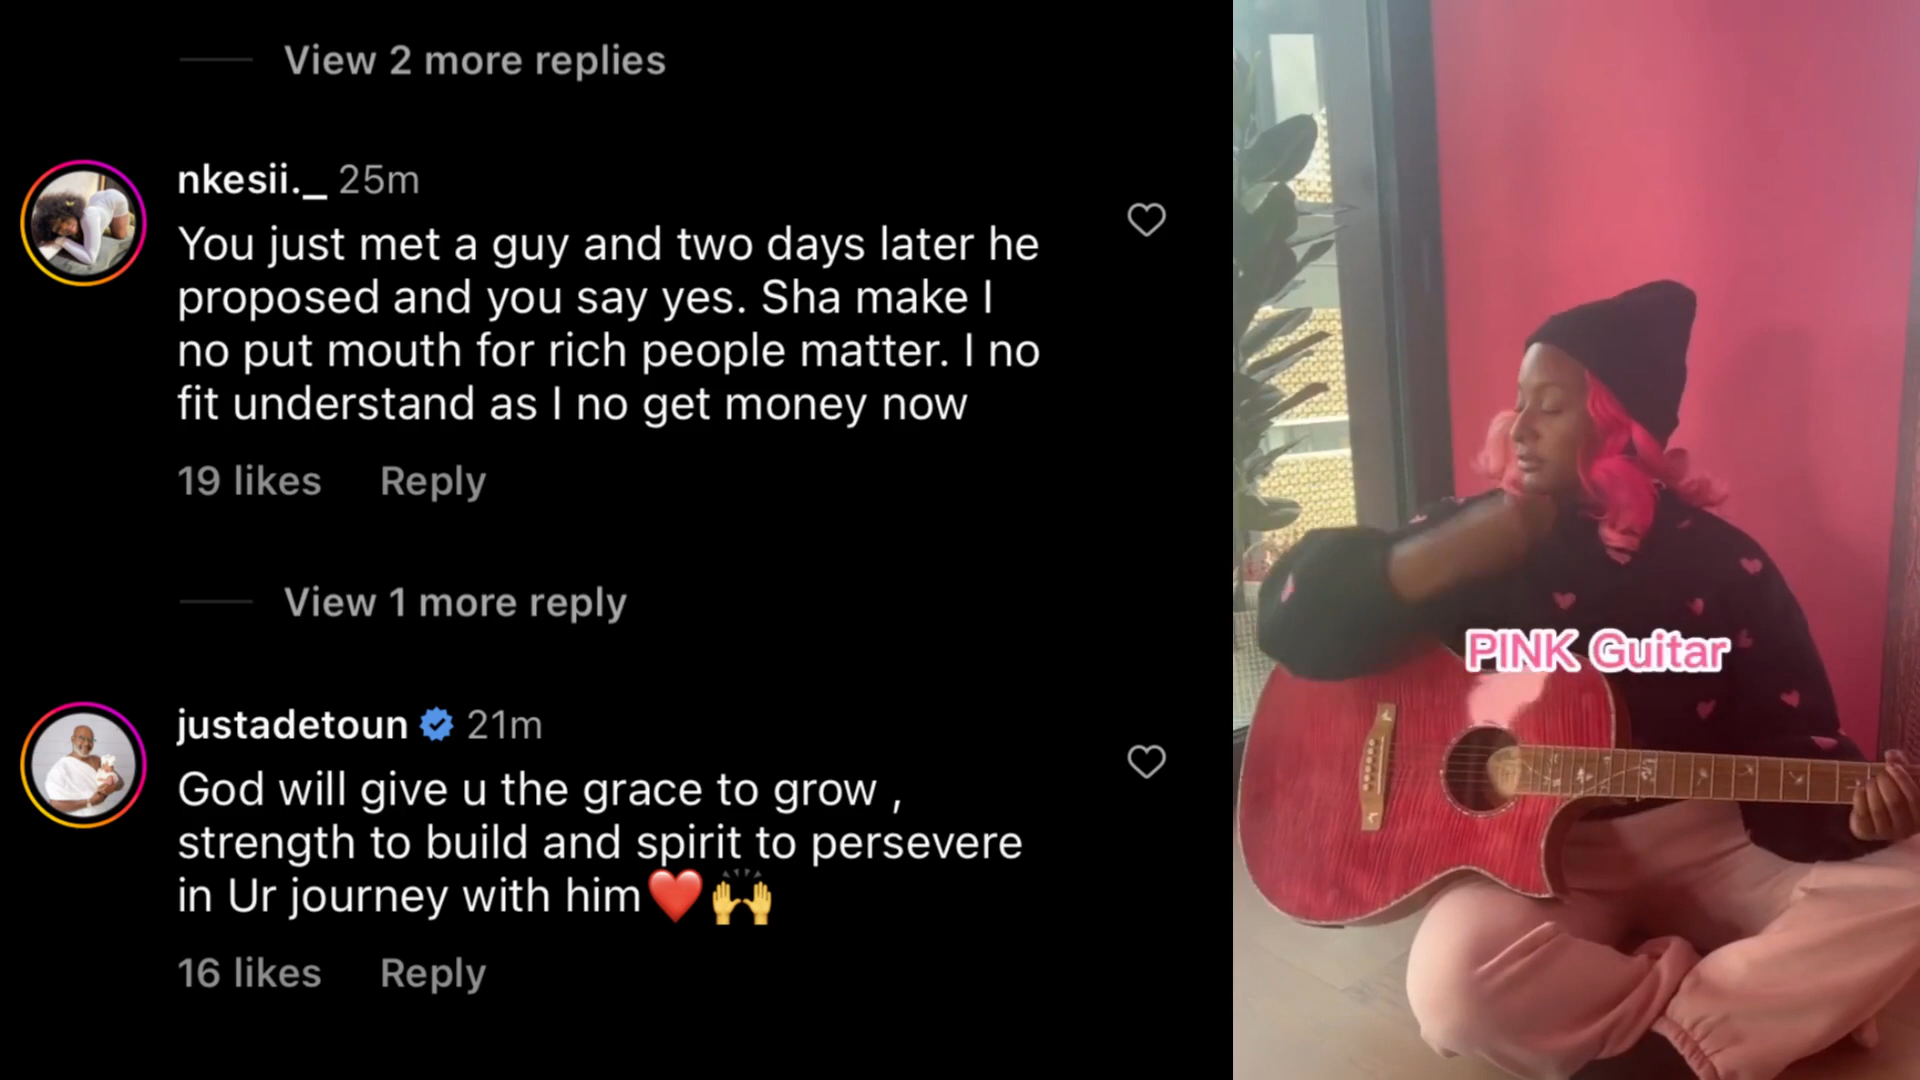 View 2 more replies
nkesii._ 25m
You just met a guy and two days later he
proposed and you say yes. Sha make I
no put mouth for rich people matter. I no
fit understand as I no get money now
19 likes Reply
View 1 more reply
justadetoun 21m
God will give u the grace to grow ,
strength to build and spirit to persevere
in Ur journey with him❤️🙌
16 likes Reply
PINK Guitar